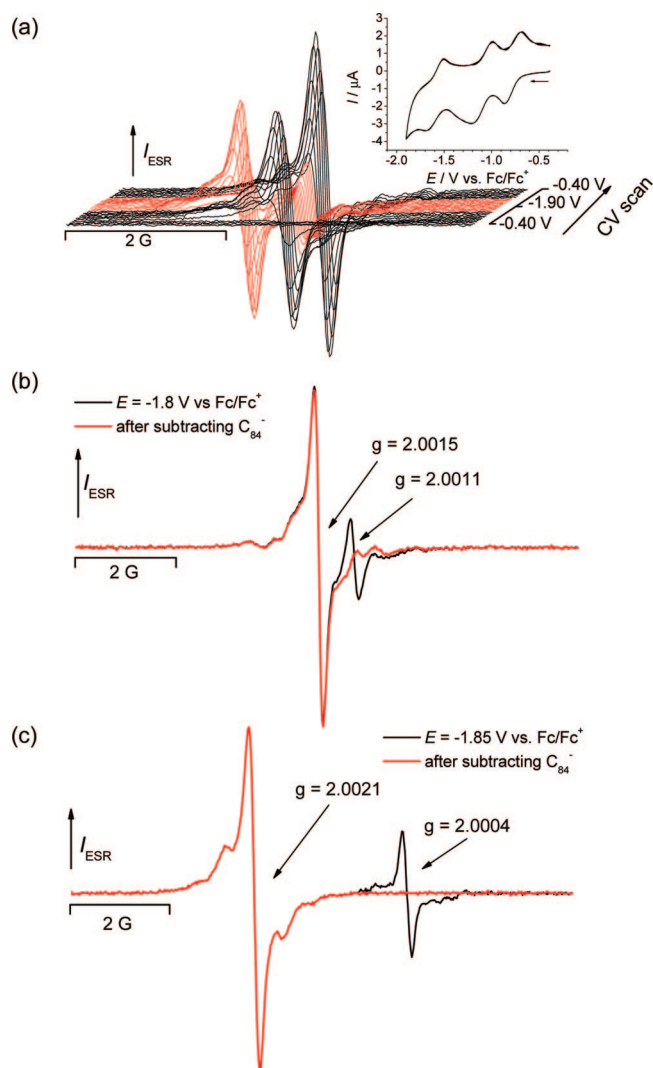 (a)
I / μA
3
2
1
0
-1
-2
-3
-4
-2.0 -1.5 -1.0 -0.5
E / V vs. Fc/Fc⁺
I_ESR
2 G
-0.40 V
-1.90 V
-0.40 V
CV scan
(b)
E = -1.8 V vs Fc/Fc⁺
after subtracting C₈₄⁻
I_ESR
g = 2.0015
g = 2.0011
2 G
(c)
E = -1.85 V vs. Fc/Fc⁺
after subtracting C₈₄⁻
I_ESR
g = 2.0021
g = 2.0004
2 G